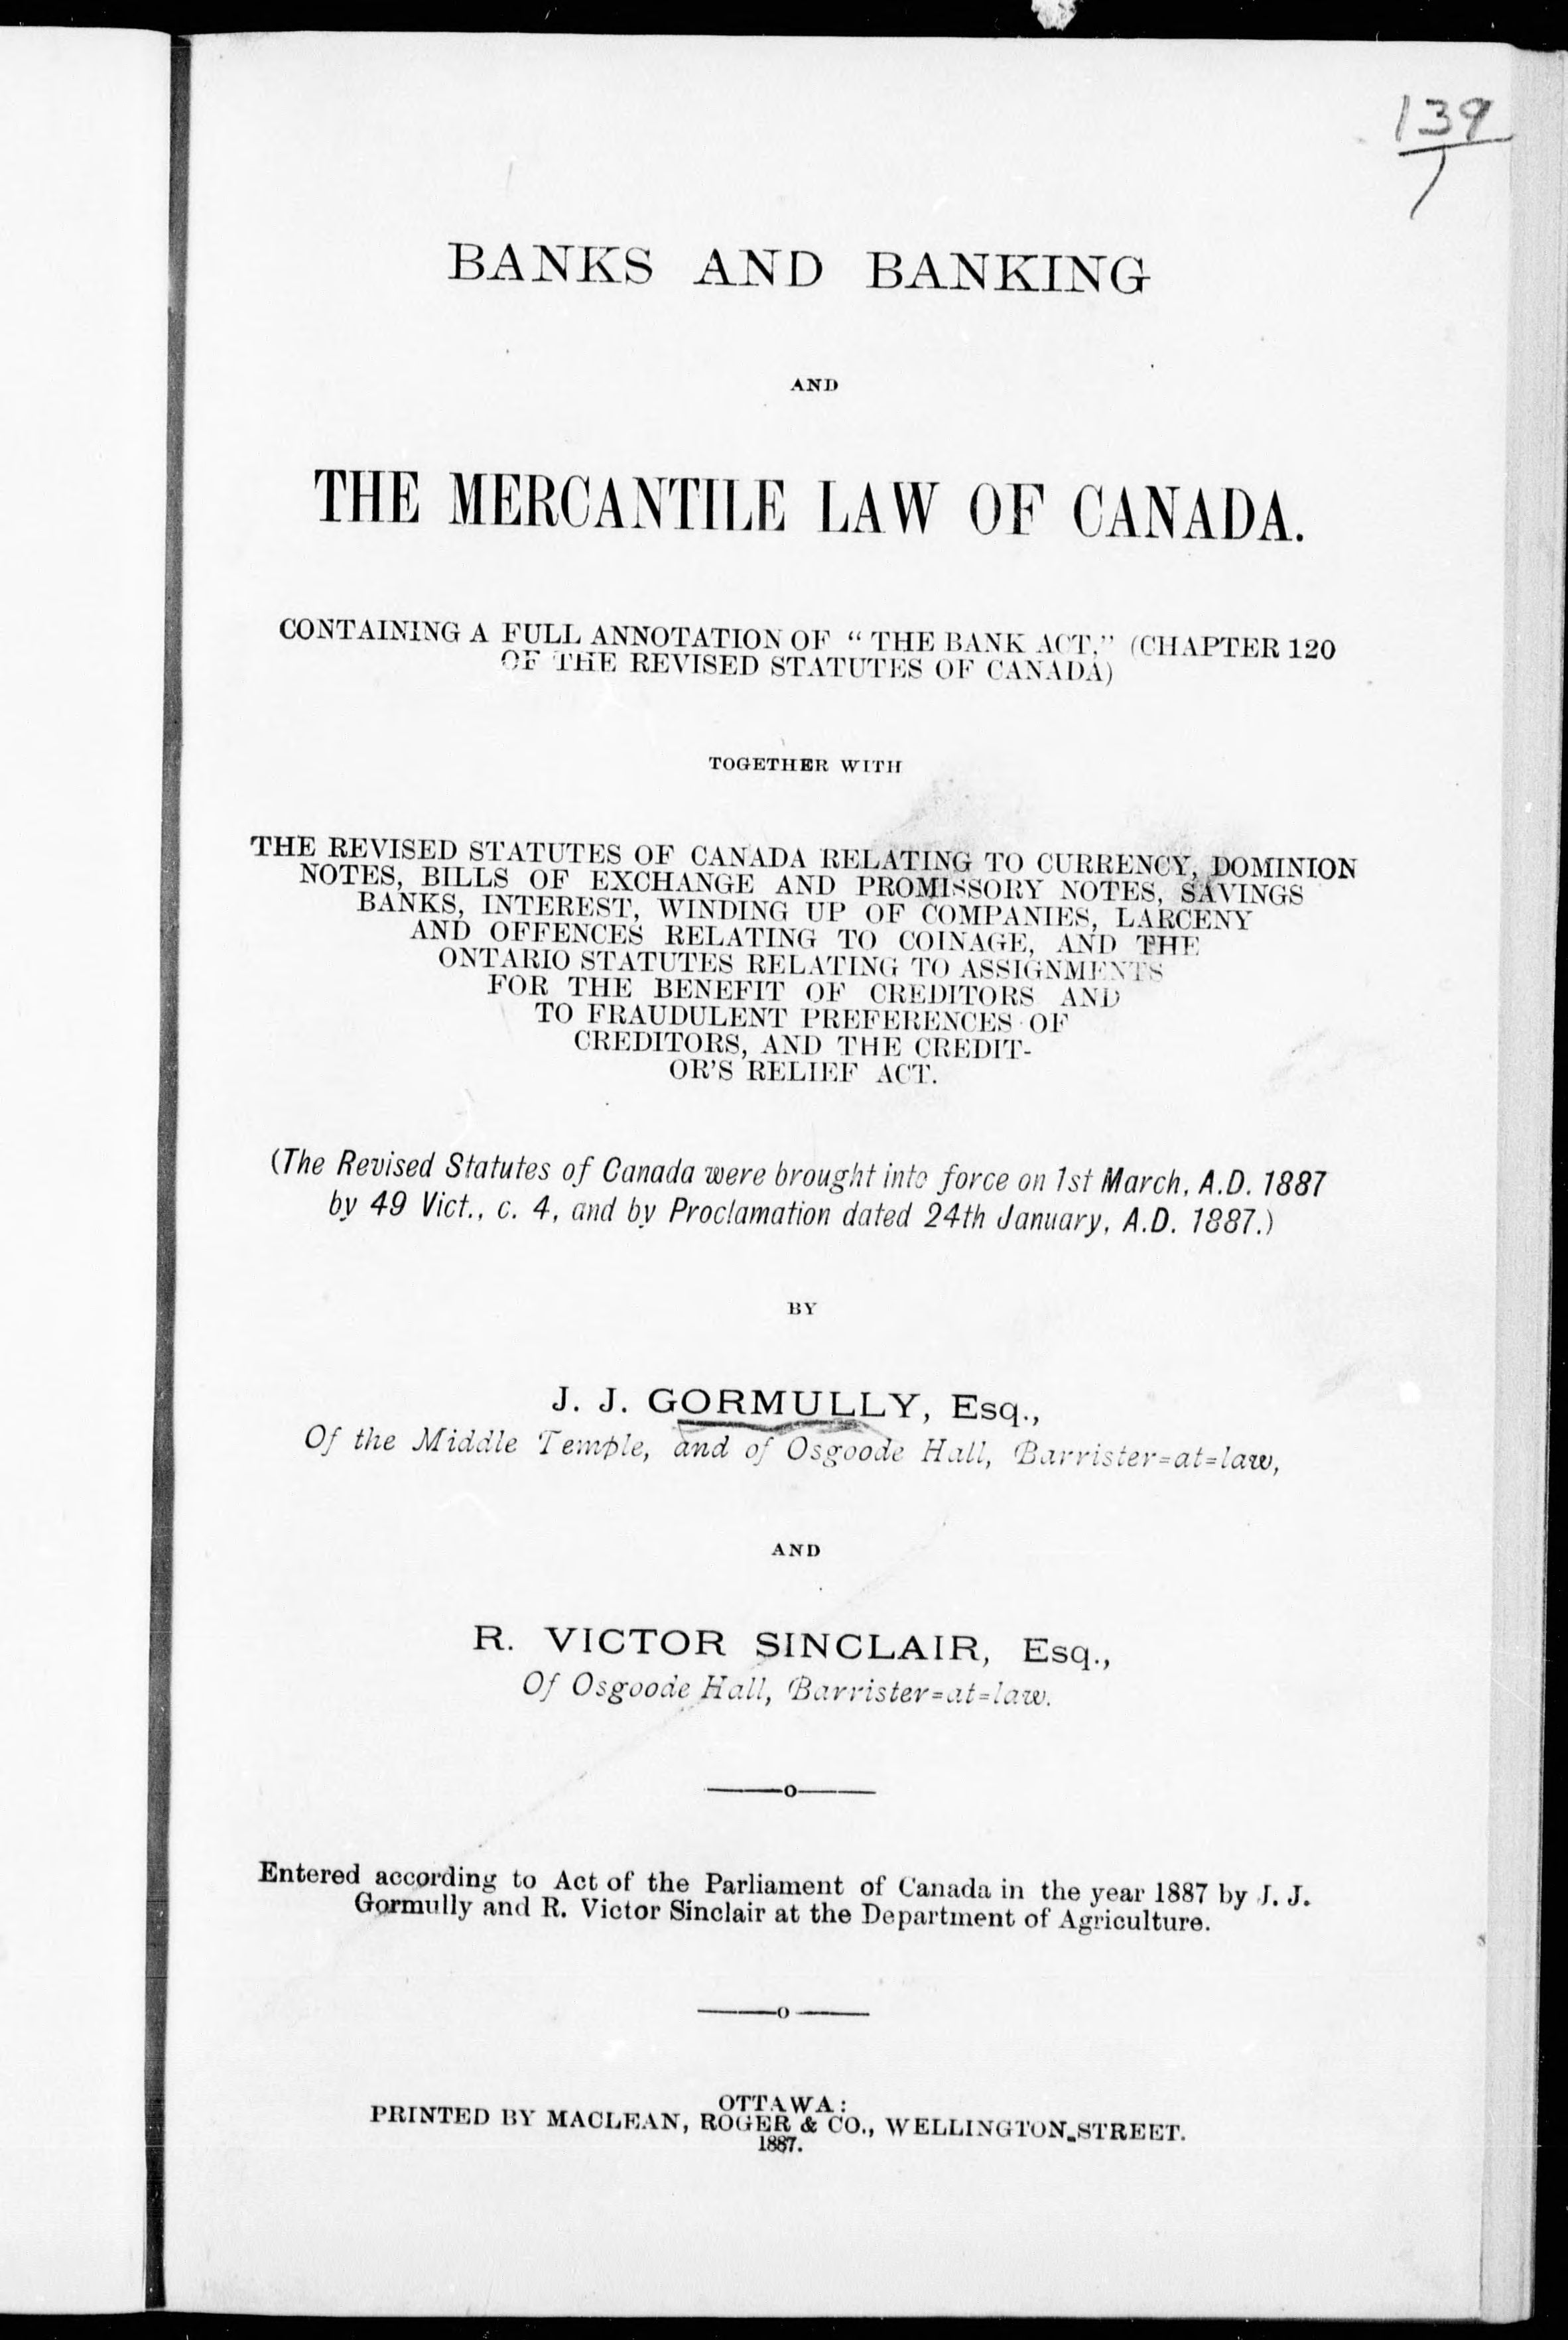 139
1
BANKS AND BANKING
AND
THE MERCANTILE LAW OF CANADA.
CONTAINING A FULL ANNOTATION OF “ THE BANK ACT,” (CHAPTER 120
OF THE REVISED STATUTES OF CANADA)
TOGETHER WITH
THE REVISED STATUTES OF CANADA RELATING TO CURRENCY, DOMINION
NOTES, BILLS OF EXCHANGE AND PROMISSORY NOTES, SAVINGS
BANKS, INTEREST, WINDING UP OF COMPANIES, LARCENY
AND OFFENCES RELATING TO COINAGE, AND THE
ONTARIO STATUTES RELATING TO ASSIGNMENTS
FOR THE BENEFIT OF CREDITORS AND
TO FRAUDULENT PREFERENCES OF
CREDITORS, AND THE CREDIT-
OR'S RELIEF ACT.
(The Revised Statutes of Canada were brought into force on 1st March, A.D. 1887
by 49 Vict., c. 4, and by Proclamation dated 24th January, A.D. 1887.)
BY
J. J. GORMULLY, Esq.,
Of the Middle Temple, and of Osgoode Hall, Barrister=at=law,
AND
R. VICTOR SINCLAIR, Esq.,
Of Osgoode Hall, Barrister=at=law.
Entered according to Act of the Parliament of Canada in the year 1887 by J. J.
Gormully and R. Victor Sinclair at the Department of Agriculture.
OTTAWA:
PRINTED BY MACLEAN, ROGER & CO., WELLINGTON STREET.
1887.